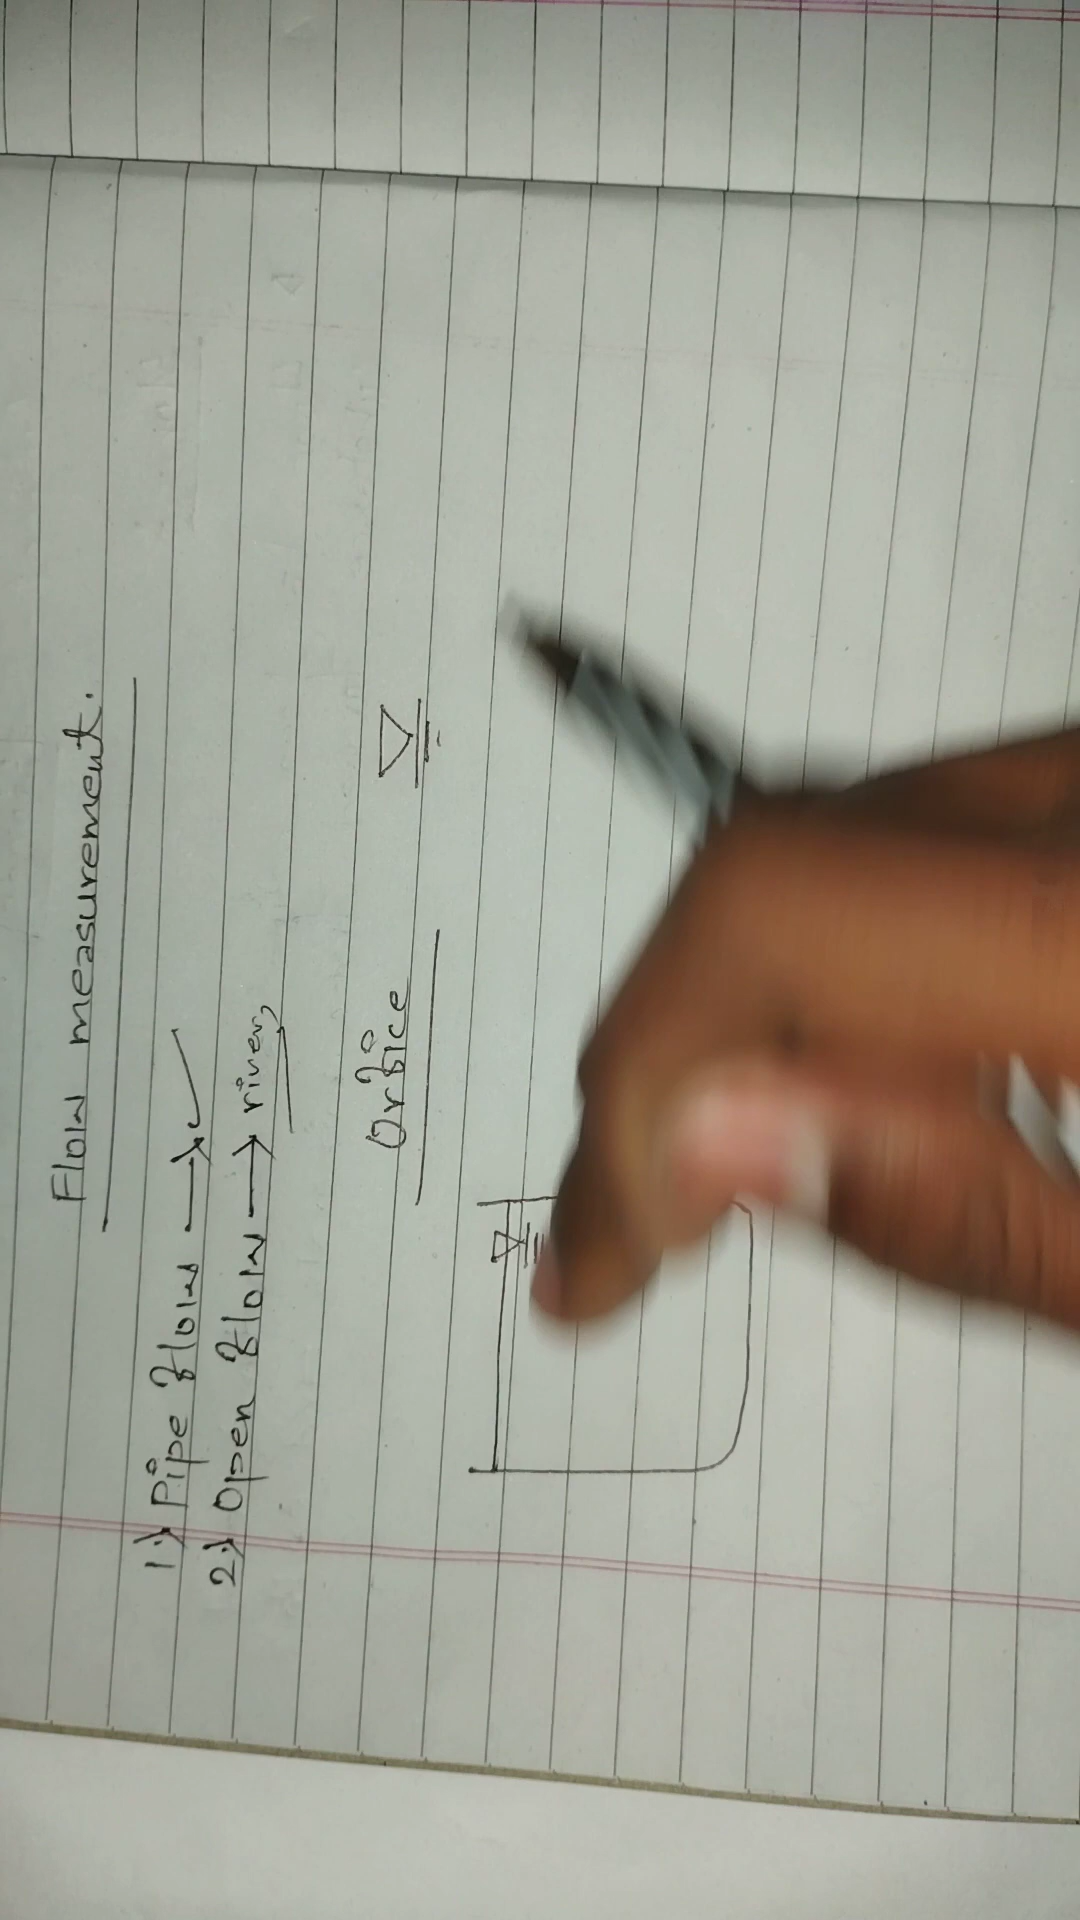 Flow measurement.
1) Pipe flow → ✓
2) Open flow → river,
Orifice